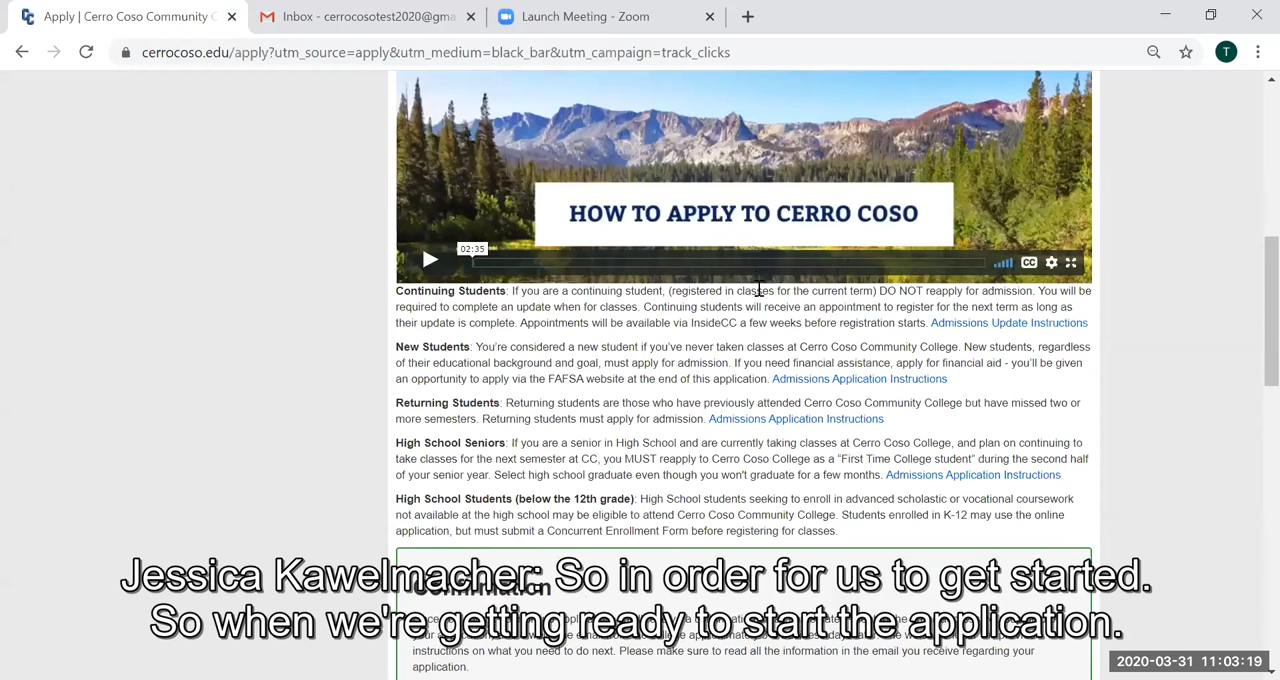 Apply | Cerro Coso Community C
Inbox - cerrocosotest2020@gma
Launch Meeting - Zoom
cerrocoso.edu/apply?utm_source=apply&utm_medium=black_bar&utm_campaign=track_clicks
T
HOW TO APPLY TO CERRO COSO
02:35
CC
Continuing Students: If you are a continuing student, (registered in classes for the current term) DO NOT reapply for admission. You will be
required to complete an update when for classes. Continuing students will receive an appointment to register for the next term as long as
their update is complete. Appointments will be available via InsideCC a few weeks before registration starts. Admissions Update Instructions
New Students: You're considered a new student if you've never taken classes at Cerro Coso Community College. New students, regardless
of their educational background and goal, must apply for admission. If you need financial assistance, apply for financial aid - you'll be given
an opportunity to apply via the FAFSA website at the end of this application. Admissions Application Instructions
Returning Students: Returning students are those who have previously attended Cerro Coso Community College but have missed two or
more semesters. Returning students must apply for admission. Admissions Application Instructions
High School Seniors: If you are a senior in High School and are currently taking classes at Cerro Coso College, and plan on continuing to
take classes for the next semester at CC, you MUST reapply to Cerro Coso College as a “First Time College student” during the second half
of your senior year. Select high school graduate even though you won't graduate for a few months. Admissions Application Instructions
High School Students (below the 12th grade): High School students seeking to enroll in advanced scholastic or vocational coursework
not available at the high school may be eligible to attend Cerro Coso Community College. Students enrolled in K-12 may use the online
application, but must submit a Concurrent Enrollment Form before registering for classes.
Confirmation
Jessica Kawelmacher: So in order for us to get started.
So when we're getting ready to start the application.
instructions on what you need to do next. Please make sure to read all the information in the email you receive regarding your
application.
2020-03-31 11:03:19